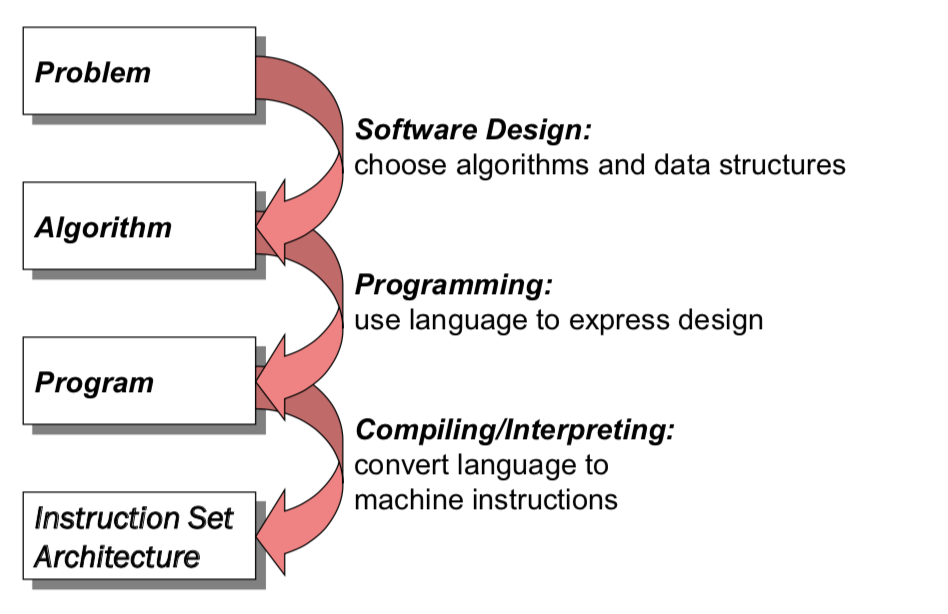 Problem
Software Design:
choose algorithms and data structures
Algorithm
Programming:
use language to express design
Program
Compiling/Interpreting:
convert language to
machine instructions
Instruction Set
Architecture